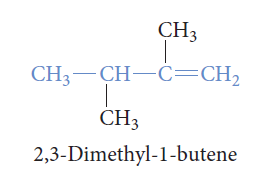 CH₃
CH₃—CH—C=CH₂
CH₃
2,3-Dimethyl-1-butene